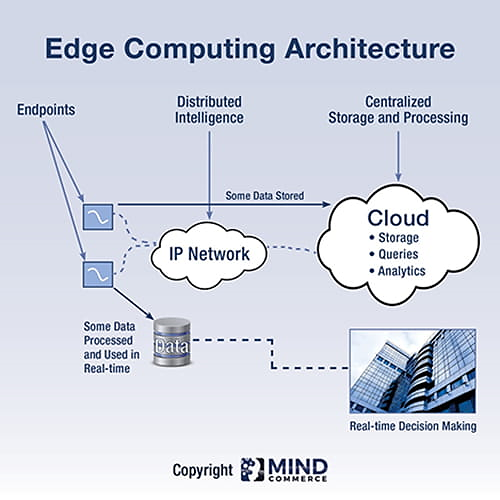 Edge Computing Architecture
Endpoints
Distributed
Intelligence
Centralized
Storage and Processing
Some Data Stored
Cloud
• Storage
• Queries
• Analytics
IP Network
Some Data
Processed
and Used in
Real-time
Data
Real-time Decision Making
Copyright MIND
COMMERCE